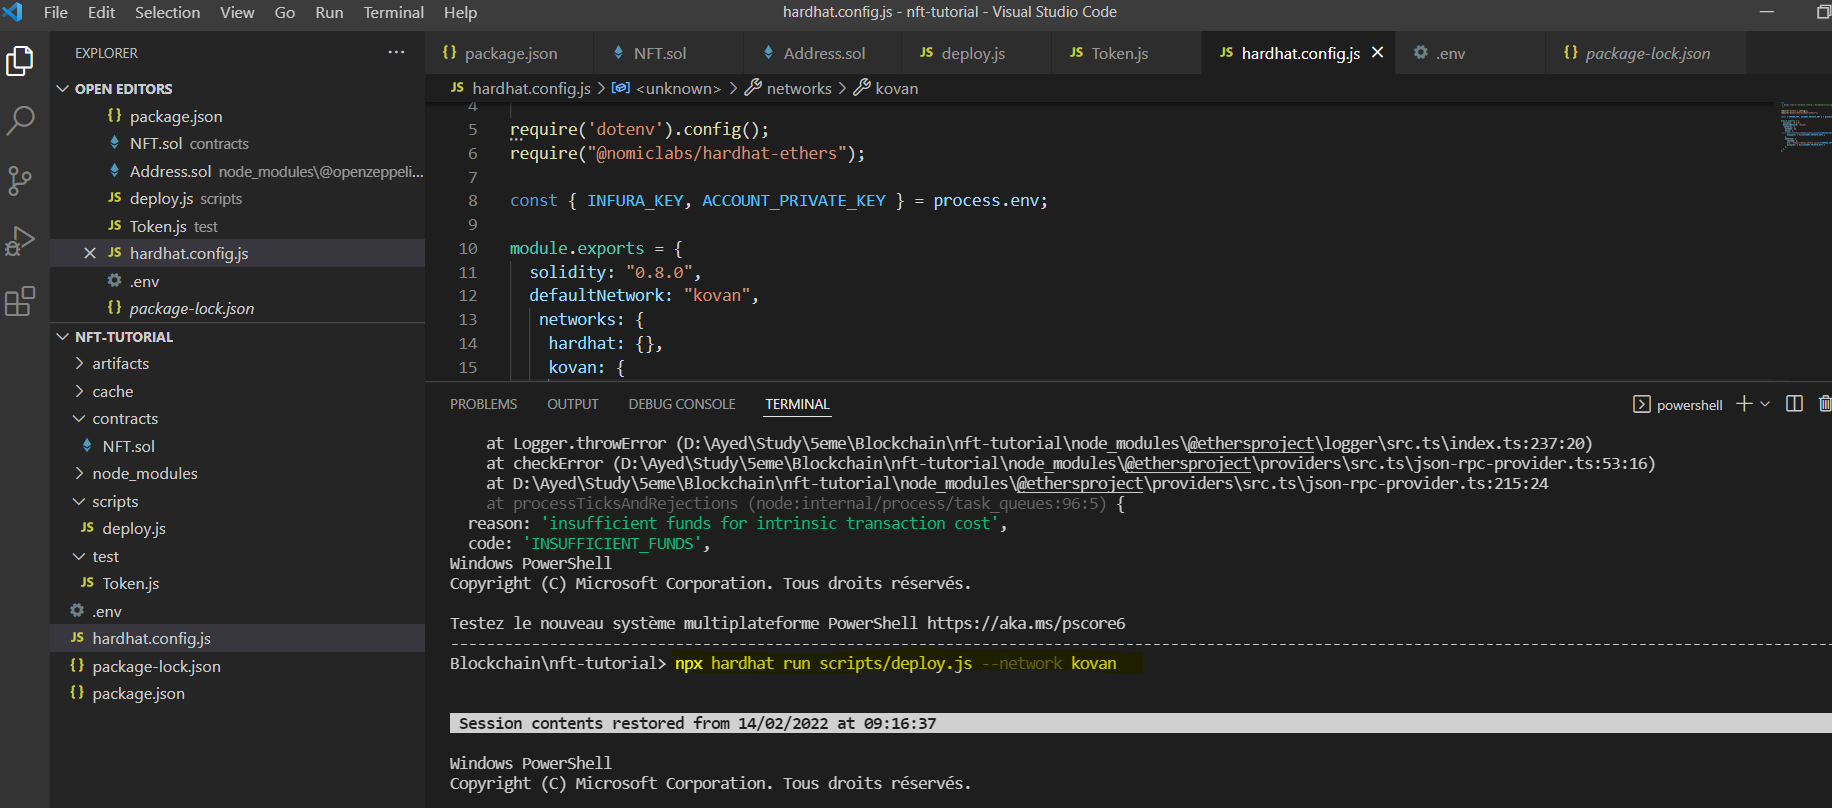 File Edit Selection View Go Run Terminal Help
hardhat.config.js - nft-tutorial - Visual Studio Code
EXPLORER
OPEN EDITORS
package.json
NFT.sol contracts
Address.sol node_modules\@openzeppeli...
JS deploy.js scripts
JS Token.js test
JS hardhat.config.js
.env
package-lock.json
NFT-TUTORIAL
artifacts
cache
contracts
NFT.sol
node_modules
scripts
JS deploy.js
test
JS Token.js
.env
JS hardhat.config.js
package-lock.json
package.json
package.json NFT.sol Address.sol JS deploy.js JS Token.js JS hardhat.config.js .env package-lock.json
JS hardhat.config.js > <unknown> > networks > kovan
4
5 require('dotenv').config();
6 require("@nomiclabs/hardhat-ethers");
7
8 const { INFURA_KEY, ACCOUNT_PRIVATE_KEY } = process.env;
9
10 module.exports = {
11 solidity: "0.8.0",
12 defaultNetwork: "kovan",
13 networks: {
14 hardhat: {},
15 kovan: {
PROBLEMS OUTPUT DEBUG CONSOLE TERMINAL
powershell
at Logger.throwError (D:\Ayed\Study\5eme\Blockchain\nft-tutorial\node_modules\@ethersproject\logger\src.ts\index.ts:237:20)
at checkError (D:\Ayed\Study\5eme\Blockchain\nft-tutorial\node_modules\@ethersproject\providers\src.ts\json-rpc-provider.ts:53:16)
at D:\Ayed\Study\5eme\Blockchain\nft-tutorial\node_modules\@ethersproject\providers\src.ts\json-rpc-provider.ts:215:24
at processTicksAndRejections (node:internal/process/task_queues:96:5) {
reason: 'insufficient funds for intrinsic transaction cost',
code: 'INSUFFICIENT_FUNDS',
Windows PowerShell
Copyright (C) Microsoft Corporation. Tous droits réservés.
Testez le nouveau système multiplateforme PowerShell https://aka.ms/pscore6
Blockchain\nft-tutorial> npx hardhat run scripts/deploy.js --network kovan
Session contents restored from 14/02/2022 at 09:16:37
Windows PowerShell
Copyright (C) Microsoft Corporation. Tous droits réservés.